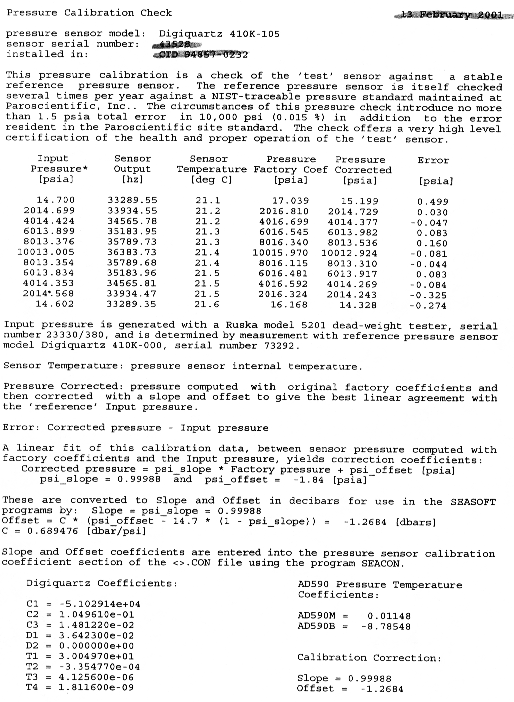 Pressure Calibration Check 13 February 2001
pressure sensor model: Digiquartz 410K-105
sensor serial number:
installed in:
This pressure calibration is a check of the 'test' sensor against a stable
reference pressure sensor. The reference pressure sensor is itself checked
several times per year against a NIST-traceable pressure standard maintained at
Paroscientific, Inc.. The circumstances of this pressure check introduce no more
than 1.5 psia total error in 10,000 psi (0.015 %) in addition to the error
resident in the Paroscientific site standard. The check offers a very high level
certification of the health and proper operation of the 'test' sensor.
Input Sensor Sensor Pressure Pressure Error
Pressure* Output Temperature Factory Coef Corrected
[psia] [hz] [deg C] [psia] [psia] [psia]
14.700 33289.55 21.1 17.039 15.199 0.499
2014.699 33934.55 21.2 2016.810 2014.729 0.030
4014.424 34565.78 21.2 4016.699 4014.377 -0.047
6013.899 35183.95 21.3 6016.545 6013.982 0.083
8013.376 35789.73 21.3 8016.340 8013.536 0.160
10013.005 36383.73 21.4 10015.970 10012.924 -0.081
8013.354 35789.68 21.4 8016.115 8013.310 -0.044
6013.834 35183.96 21.5 6016.481 6013.917 0.083
4014.353 34565.81 21.5 4016.592 4014.269 -0.084
2014.568 33934.47 21.5 2016.324 2014.243 -0.325
14.602 33289.35 21.6 16.168 14.328 -0.274
Input pressure is generated with a Ruska model 5201 dead-weight tester, serial
number 23330/380, and is determined by measurement with reference pressure sensor
model Digiquartz 410K-000, serial number 73292.
Sensor Temperature: pressure sensor internal temperature.
Pressure Corrected: pressure computed with original factory coefficients and
then corrected with a slope and offset to give the best linear agreement with
the 'reference' Input pressure.
Error: Corrected pressure - Input pressure
A linear fit of this calibration data, between sensor pressure computed with
factory coefficients and the Input pressure, yields correction coefficients:
Corrected pressure = psi_slope * Factory pressure + psi_offset [psia]
psi_slope = 0.99988 and psi_offset = -1.84 [psia]
These are converted to Slope and Offset in decibars for use in the SEASOFT
programs by: Slope = psi_slope = 0.99988
Offset = C * (psi_offset - 14.7 * (1 - psi_slope)) = -1.2684 [dbars]
C = 0.689476 [dbar/psi]
Slope and Offset coefficients are entered into the pressure sensor calibration
coefficient section of the <>.CON file using the program SEACON.
Digiquartz Coefficients:
C1 = -5.102914e+04
C2 = 1.049610e-01
C3 = 1.481220e-02
D1 = 3.642300e-02
D2 = 0.000000e+00
T1 = 3.004970e+01
T2 = -3.354770e-04
T3 = 4.125600e-06
T4 = 1.811600e-09
AD590 Pressure Temperature
Coefficients:
AD590M = 0.01148
AD590B = -8.78548
Calibration Correction:
Slope = 0.99988
Offset = -1.2684